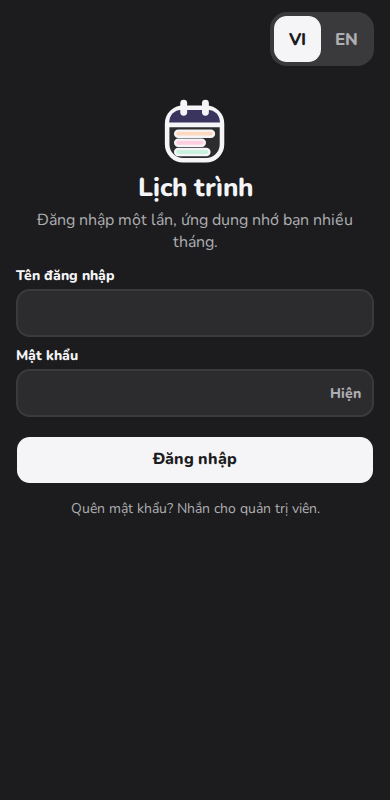 VI
EN
Lịch trình
Đăng nhập một lần, ứng dụng nhớ bạn nhiều
tháng.
Tên đăng nhập
Mật khẩu
Hiện
Đăng nhập
Quên mật khẩu? Nhắn cho quản trị viên.